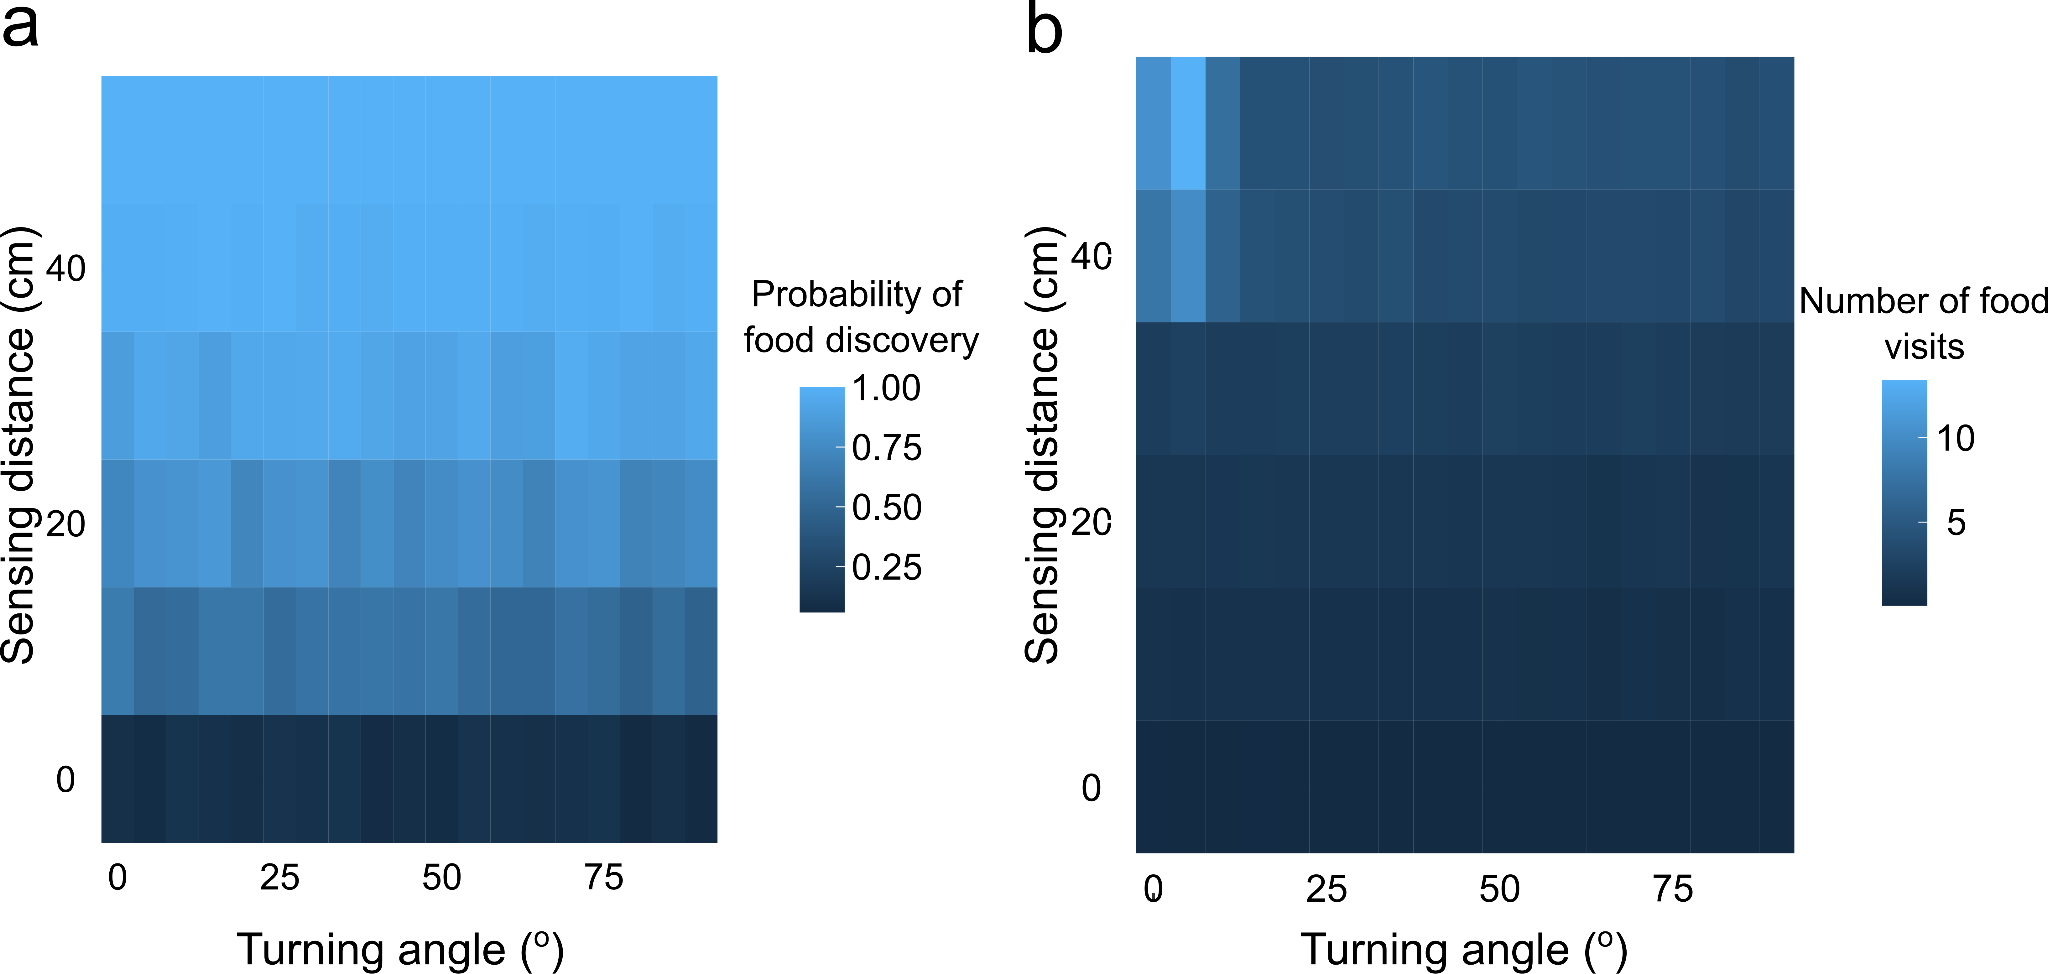 a
Sensing distance (cm)
40
20
0
0 25 50 75
Turning angle (º)
Probability of
food discovery
1.00
0.75
0.50
0.25
b
Sensing distance (cm)
40
20
0
0 25 50 75
Turning angle (º)
Number of food
visits
10
5